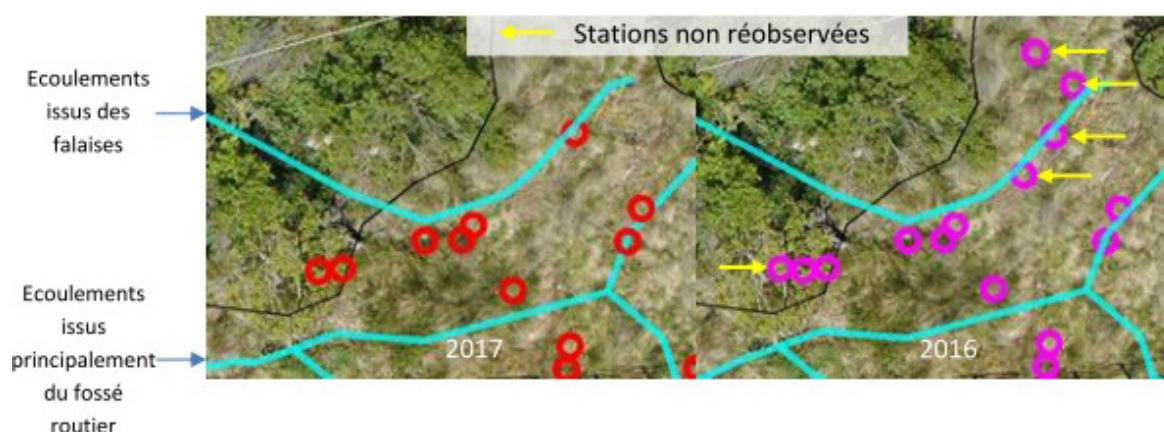 Stations non réobservées
Ecoulements
issus des
falaises
Ecoulements
issus
principalement
du fossé
routier
2017
2016